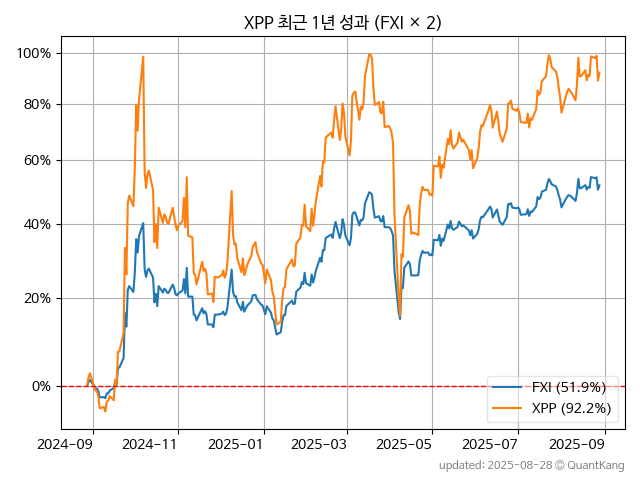 XPP 최근 1년 성과 (FXI × 2)
100%
80%
60%
40%
20%
0%
FXI (51.9%)
XPP (92.2%)
2024-09 2024-11 2025-01 2025-03 2025-05 2025-07 2025-09
updated: 2025-08-28 © QuantKang